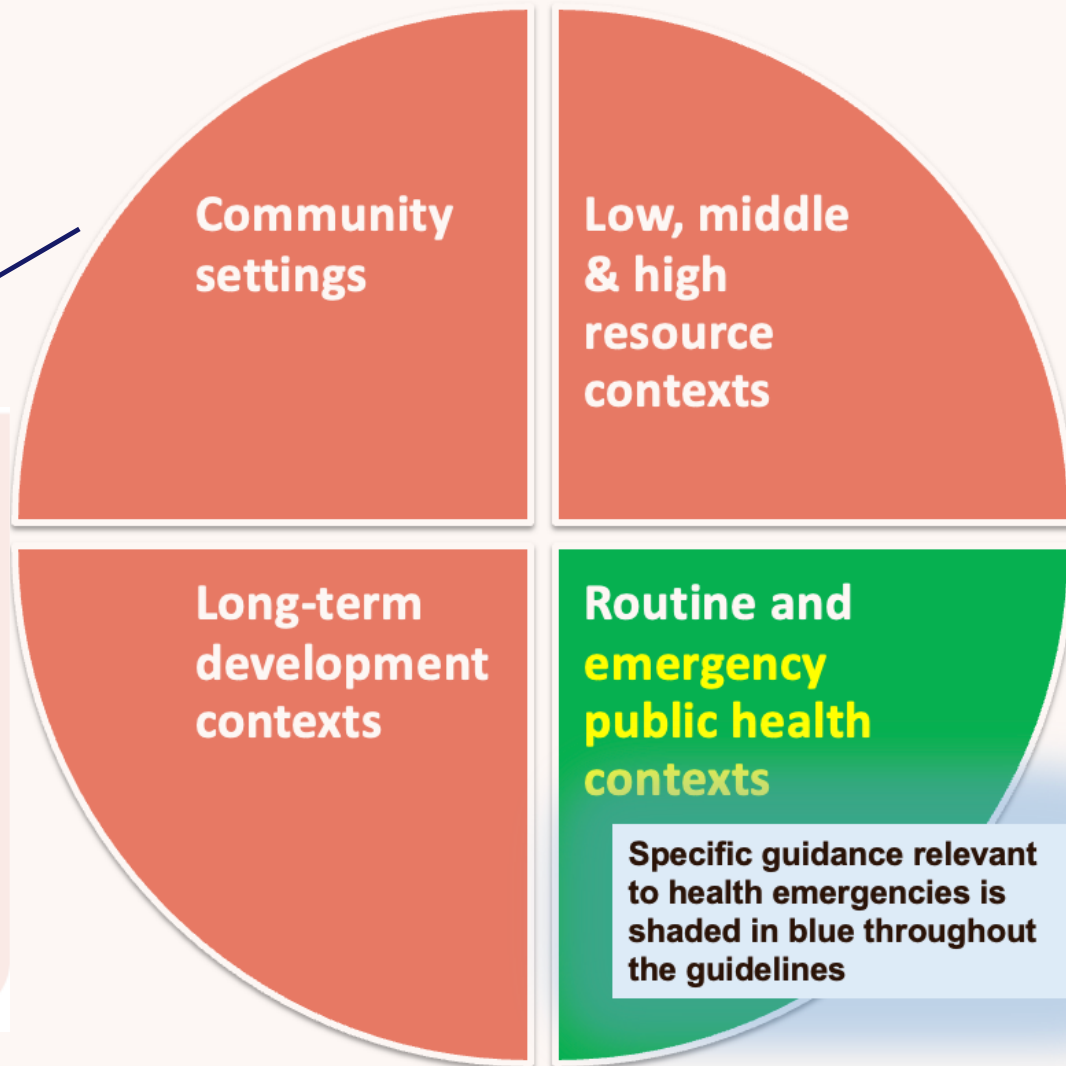 Community
settings
Low, middle
& high
resource
contexts
Long-term
development
contexts
Routine and
emergency
public health
contexts
Specific guidance relevant
to health emergencies is
shaded in blue throughout
the guidelines